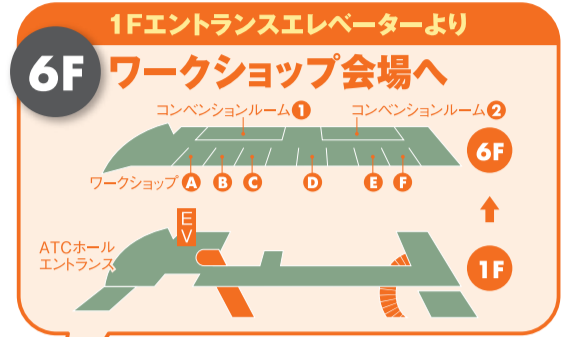 1Fエントランスエレベーターより
6F ワークショップ会場へ
コンベンションルーム1 コンベンションルーム2
6F
ワークショップ A B C D E F
EV
ATCホール
エントランス
1F